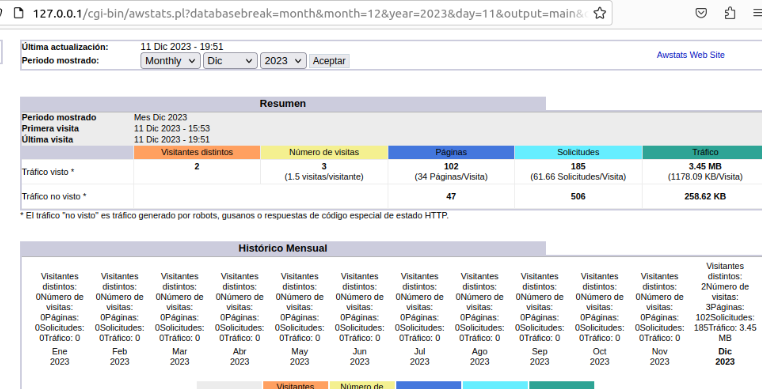 127.0.0.1/cgi-bin/awstats.pl?databasebreak=month&month=12&year=2023&day=11&output=main&
Última actualización: 11 Dic 2023 - 19:51
Periodo mostrado: Monthly Dic 2023 Aceptar
Awstats Web Site
Resumen
Periodo mostrado Mes Dic 2023
Primera visita 11 Dic 2023 - 15:53
Última visita 11 Dic 2023 - 19:51
Visitantes distintos Número de visitas Páginas Solicitudes Tráfico
Tráfico visto * 2 3 102 185 3.45 MB
(1.5 visitas/visitante) (34 Páginas/Visita) (61.66 Solicitudes/Visita) (1178.09 KB/Visita)
Tráfico no visto * 47 506 258.62 KB
* El tráfico "no visto" es tráfico generado por robots, gusanos o respuestas de código especial de estado HTTP.
Histórico Mensual
Visitantes
Visitantes Visitantes Visitantes Visitantes Visitantes Visitantes Visitantes Visitantes Visitantes Visitantes Visitantes distintos:
distintos: distintos: distintos: distintos: distintos: distintos: distintos: distintos: distintos: distintos: distintos: 2Número de
0Número de 0Número de 0Número de 0Número de 0Número de 0Número de 0Número de 0Número de 0Número de 0Número de 0Número de visitas:
visitas: visitas: visitas: visitas: visitas: visitas: visitas: visitas: visitas: visitas: visitas: 3Páginas:
0Páginas: 0Páginas: 0Páginas: 0Páginas: 0Páginas: 0Páginas: 0Páginas: 0Páginas: 0Páginas: 0Páginas: 0Páginas: 102Solicitudes:
0Solicitudes: 0Solicitudes: 0Solicitudes: 0Solicitudes: 0Solicitudes: 0Solicitudes: 0Solicitudes: 0Solicitudes: 0Solicitudes: 0Solicitudes: 0Solicitudes: 185Tráfico: 3.45
0Tráfico: 0 0Tráfico: 0 0Tráfico: 0 0Tráfico: 0 0Tráfico: 0 0Tráfico: 0 0Tráfico: 0 0Tráfico: 0 0Tráfico: 0 0Tráfico: 0 0Tráfico: 0 MB
Ene Feb Mar Abr May Jun Jul Ago Sep Oct Nov Dic
2023 2023 2023 2023 2023 2023 2023 2023 2023 2023 2023 2023
Visitantes Número de